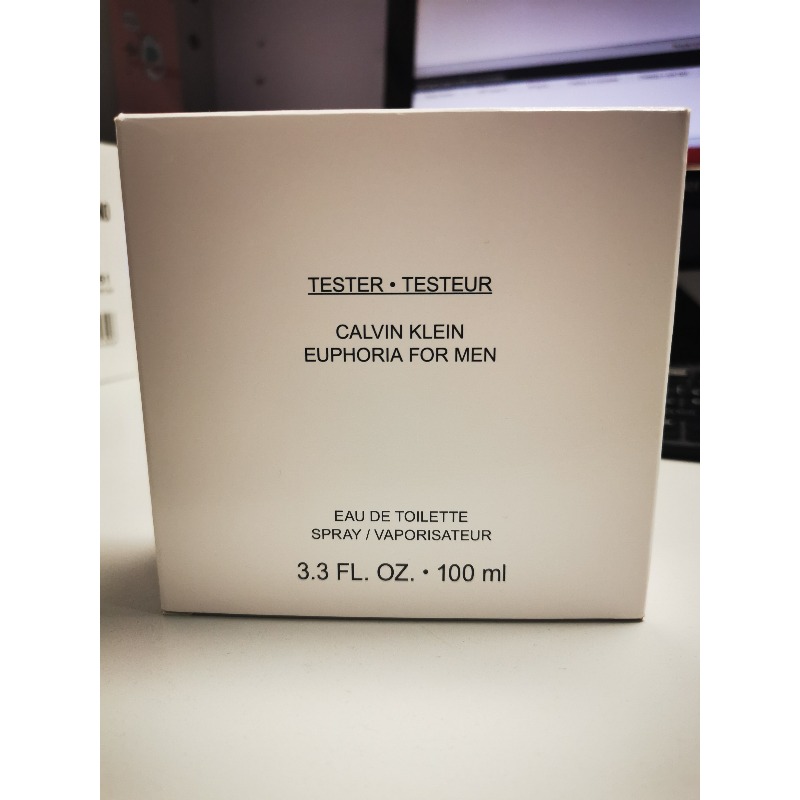 TESTER • TESTEUR
CALVIN KLEIN
EUPHORIA FOR MEN
EAU DE TOILETTE
SPRAY / VAPORISATEUR
3.3 FL. OZ. • 100 ml